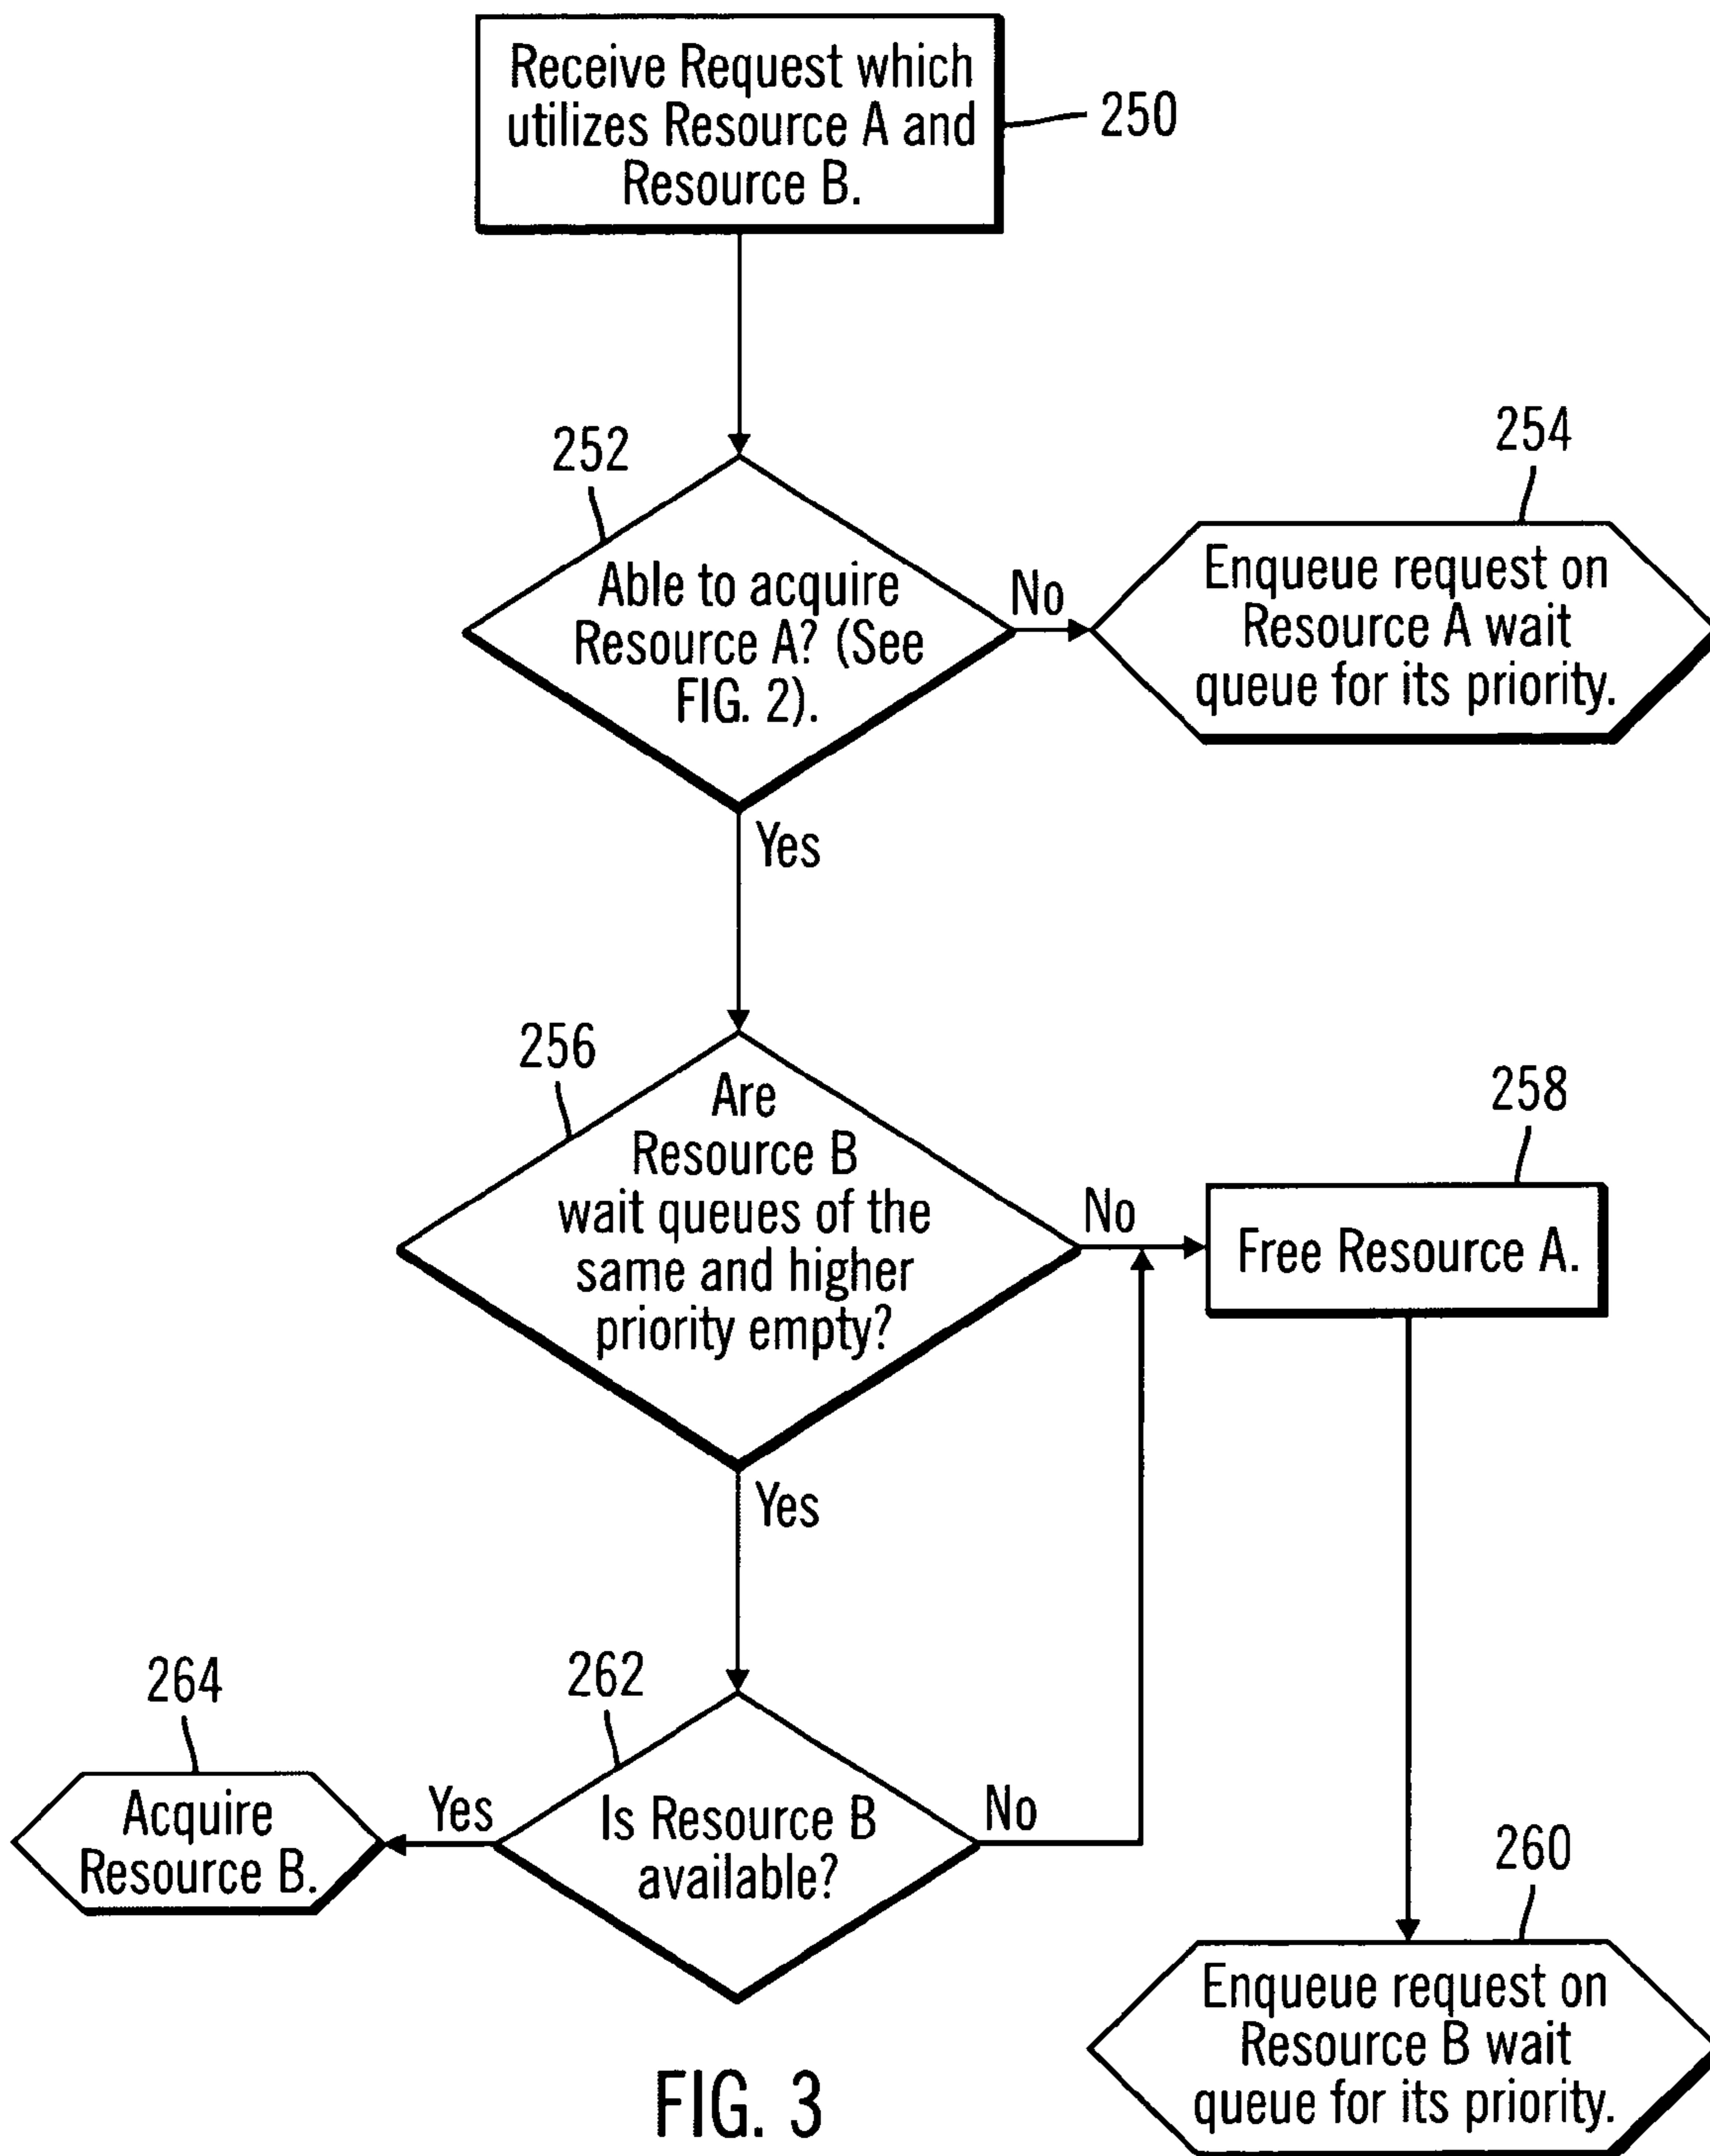 Receive Request which
utilizes Resource A and
Resource B.
250
252
Able to acquire
Resource A? (See
FIG. 2).
No
254
Enqueue request on
Resource A wait
queue for its priority.
Yes
256
Are
Resource B
wait queues of the
same and higher
priority empty?
No
258
Free Resource A.
Yes
264
Acquire
Resource B.
Yes
262
Is Resource B
available?
No
260
Enqueue request on
Resource B wait
queue for its priority.
FIG. 3